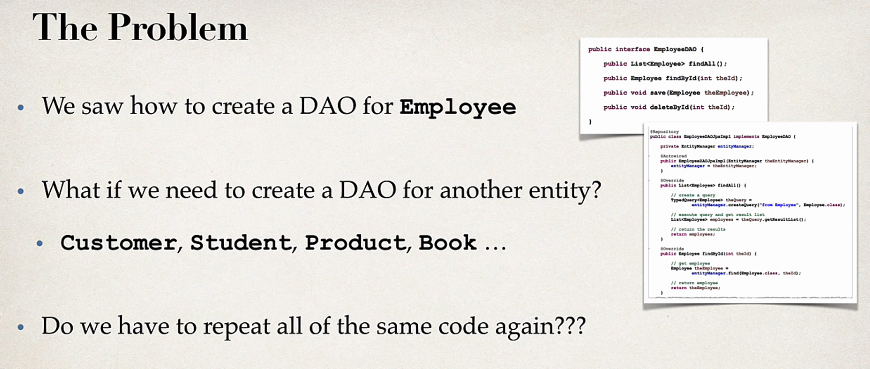 The Problem
• We saw how to create a DAO for Employee
• What if we need to create a DAO for another entity?
• Customer, Student, Product, Book …
• Do we have to repeat all of the same code again???
public interface EmployeeDAO {
public List<Employee> findAll();
public Employee findById(int theId);
public void save(Employee theEmployee);
public void deleteById(int theId);
}
@Repository
public class EmployeeDAOJpaImpl implements EmployeeDAO {
private EntityManager entityManager;
@Autowired
public EmployeeDAOJpaImpl(EntityManager theEntityManager) {
entityManager = theEntityManager;
}
@Override
public List<Employee> findAll() {
// create a query
TypedQuery<Employee> theQuery =
entityManager.createQuery("from Employee", Employee.class);
// execute query and get result list
List<Employee> employees = theQuery.getResultList();
// return the results
return employees;
}
@Override
public Employee findById(int theId) {
// get employee
Employee theEmployee =
entityManager.find(Employee.class, theId);
// return employee
return theEmployee;
}